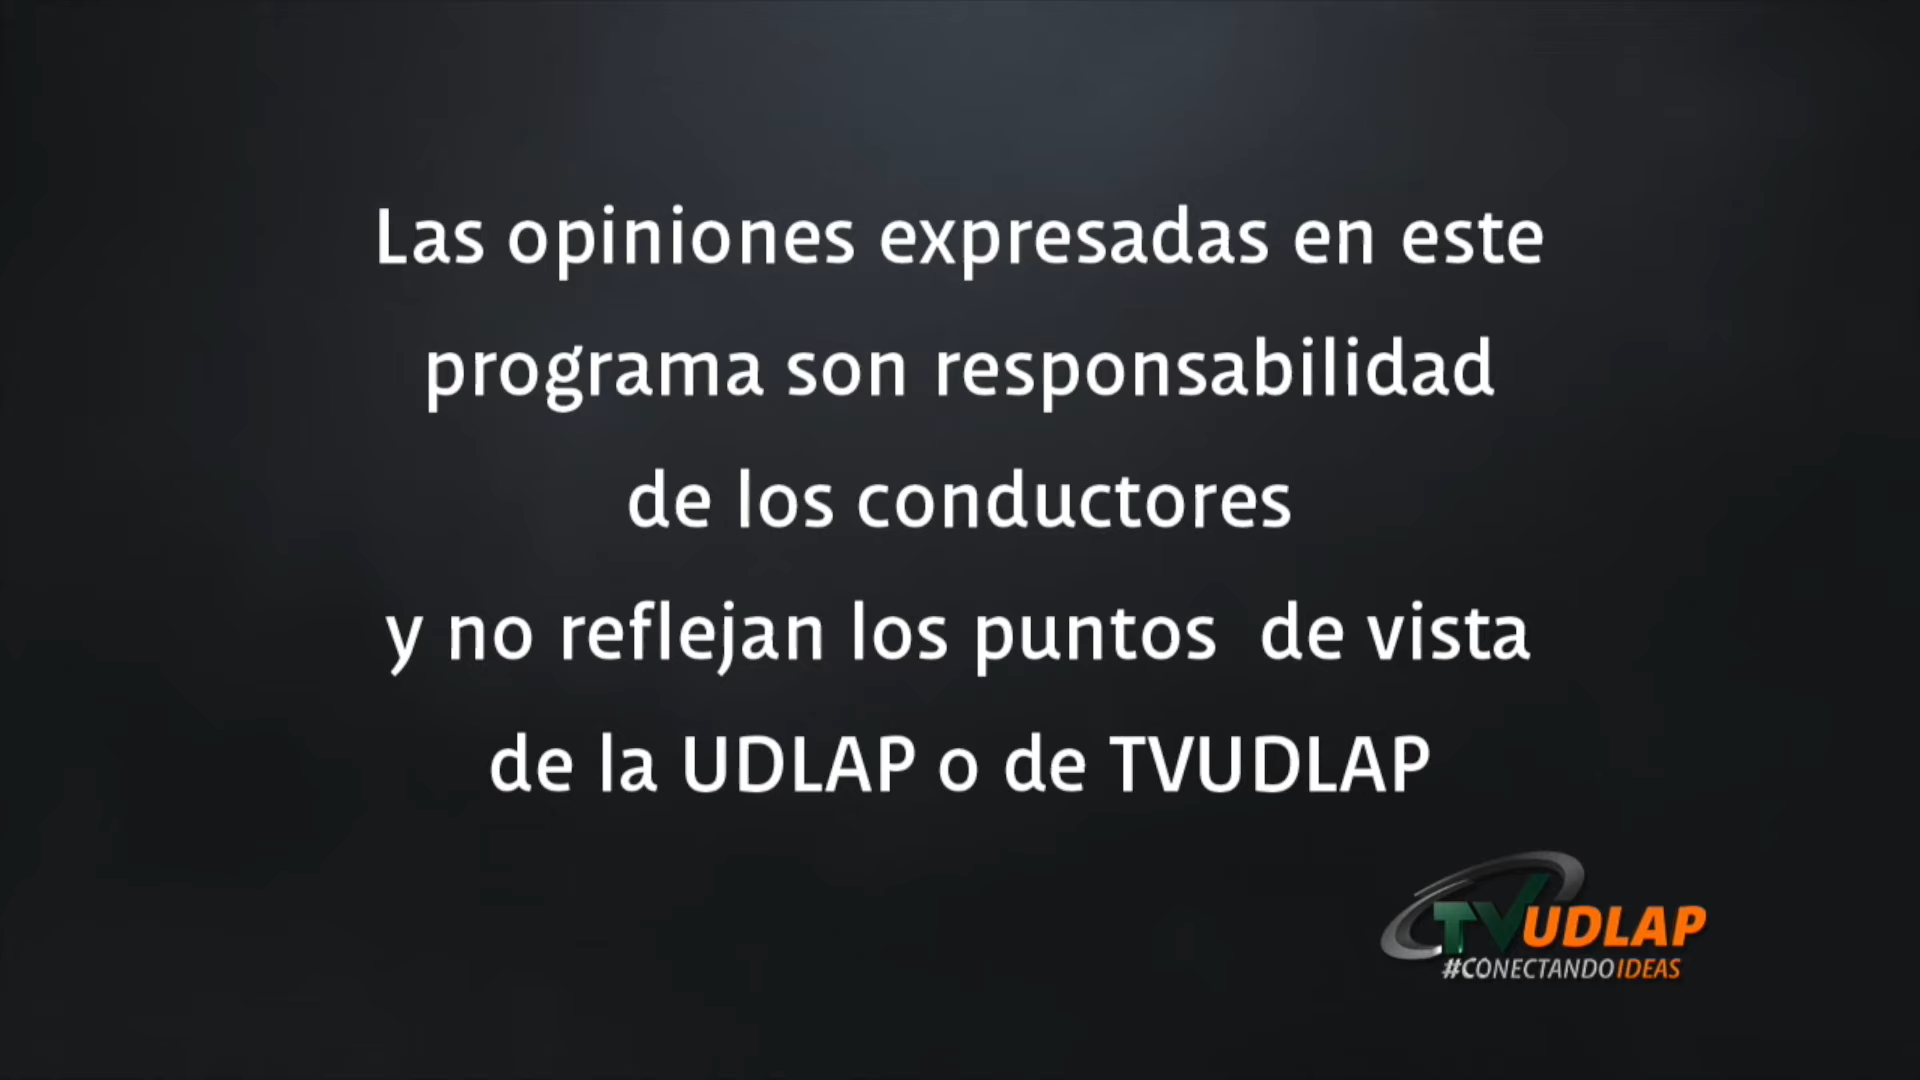 Las opiniones expresadas en este
programa son responsabilidad
de los conductores
y no reflejan los puntos  de vista
de la UDLAP o de TVUDLAP
TVUDLAP
#CONECTANDOIDEAS